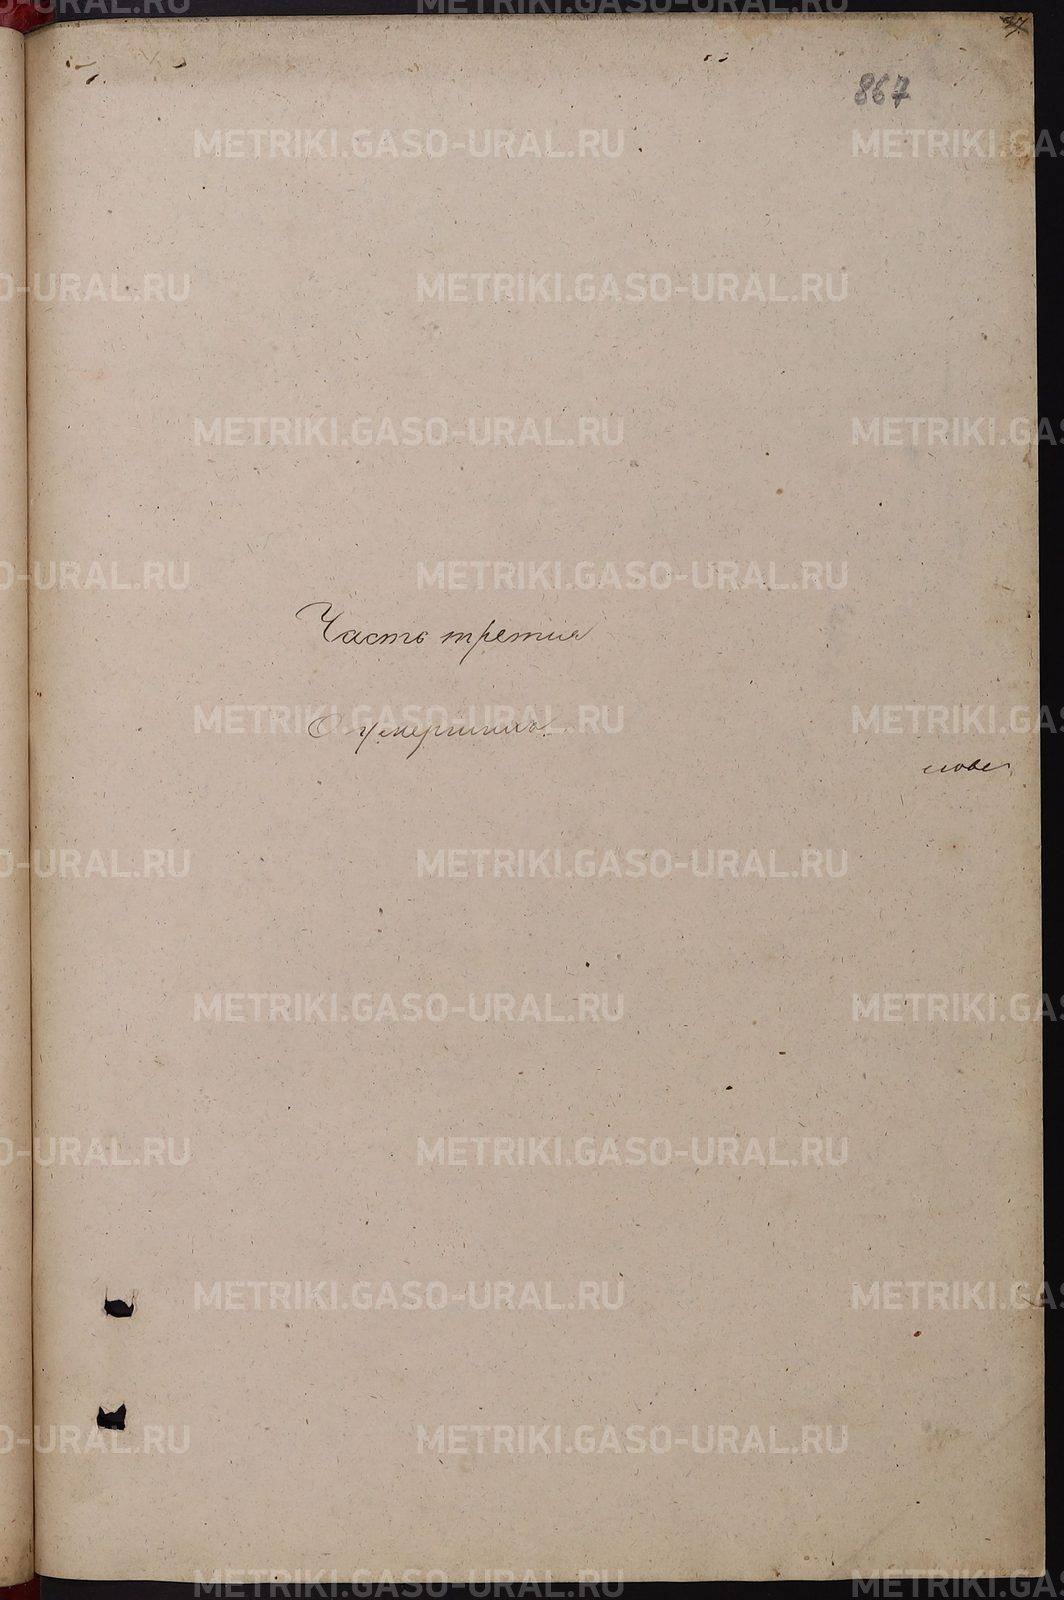 867
Часть третия
О умершихъ.